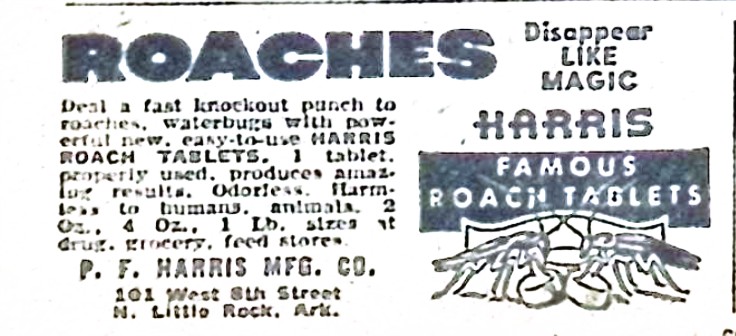 ROACHES
Disappear
LIKE
MAGIC
Deal a fast knockout punch to
roaches, waterbugs with pow-
erful new, easy-to-use HARRIS
ROACH TABLETS. 1 tablet,
properly used, produces amaz-
ing results. Odorless. Harm-
less to humans, animals. 2
Oz., 4 Oz., 1 Lb. sizes at
drug, grocery, feed stores.
P. F. HARRIS MFG. CO.
101 West 8th Street
N. Little Rock, Ark.
HARRIS
FAMOUS
ROACH TABLETS